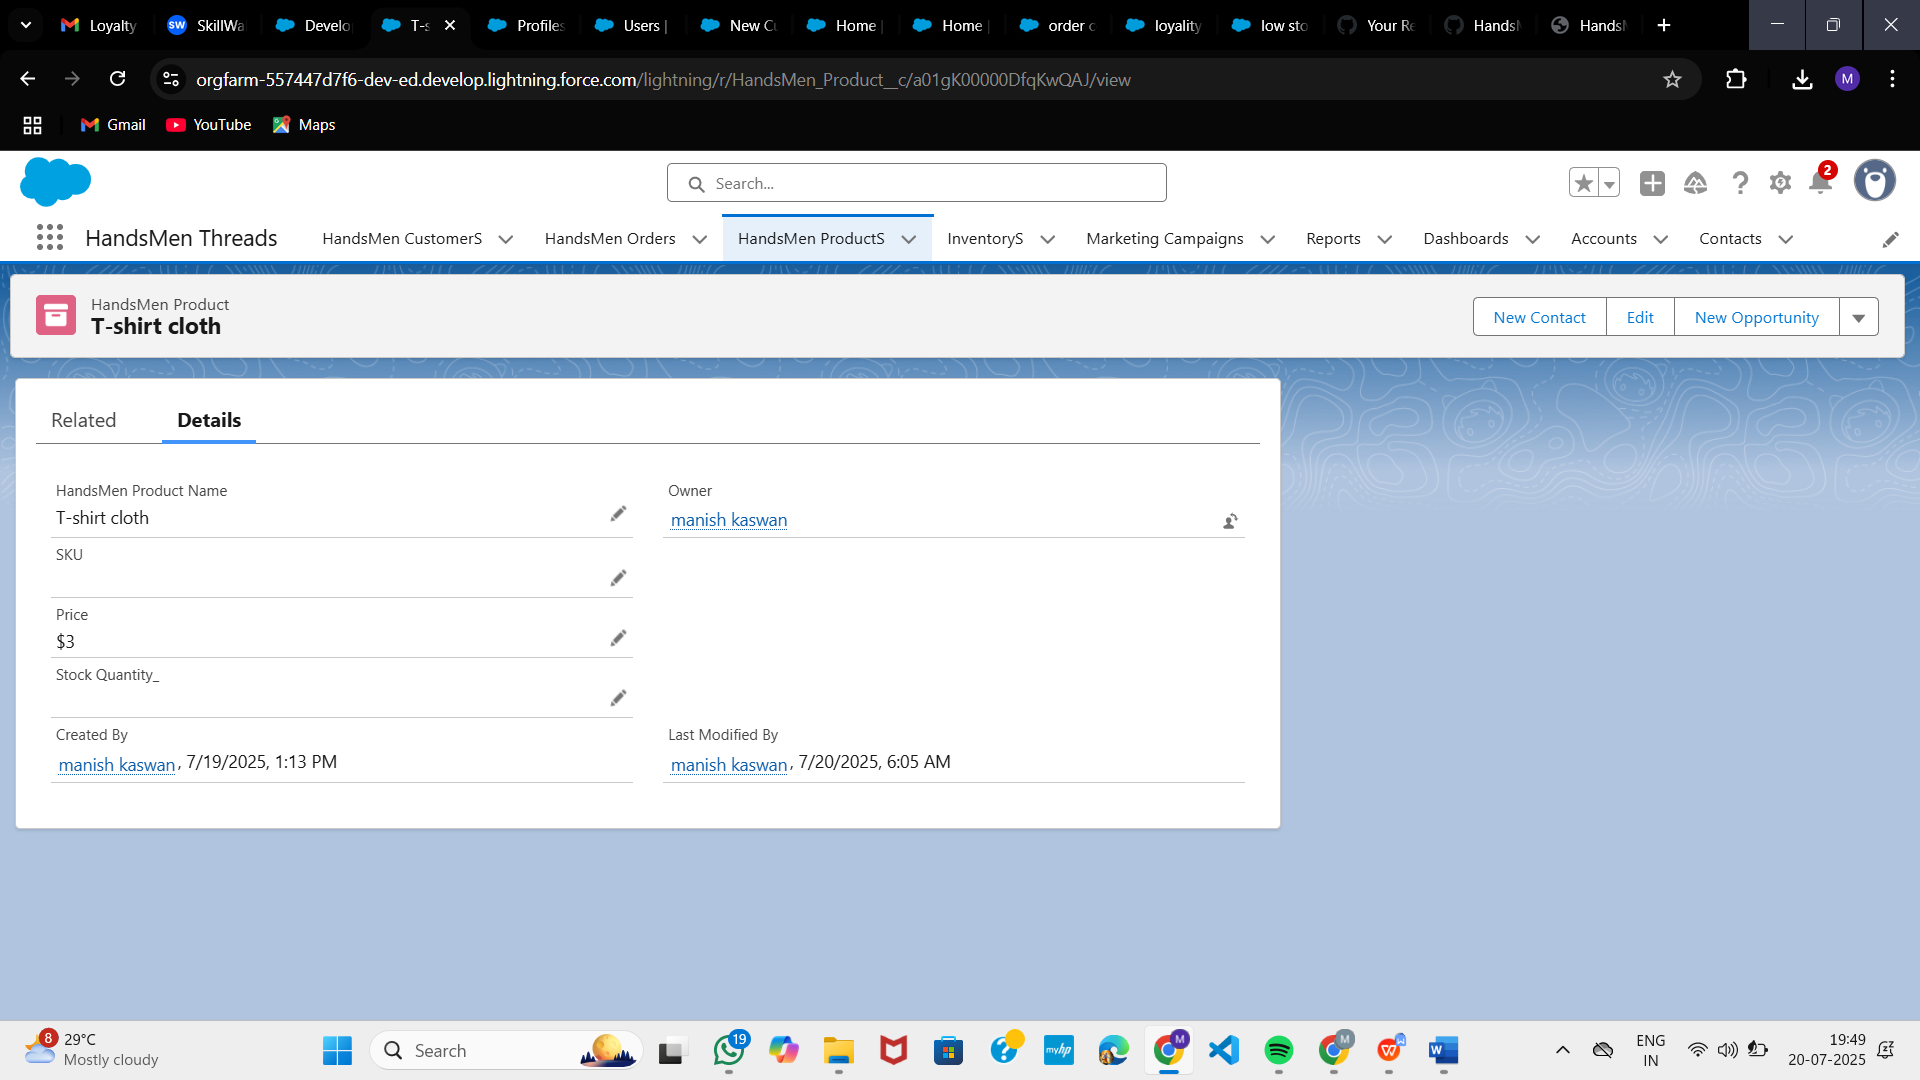 Loyalty
SkillWa
Develo
T-s
Profiles
Users |
New Cu
Home |
Home |
order c
loyality
low sto
Your Re
HandsM
HandsM
orgfarm-557447d7f6-dev-ed.develop.lightning.force.com/lightning/r/HandsMen_Product__c/a01gK00000DfqKwQAJ/view
M
Gmail
YouTube
Maps
Search...
2
HandsMen Threads
HandsMen CustomerS
HandsMen Orders
HandsMen ProductS
InventoryS
Marketing Campaigns
Reports
Dashboards
Accounts
Contacts
HandsMen Product
T-shirt cloth
New Contact
Edit
New Opportunity
Related
Details
HandsMen Product Name
T-shirt cloth
Owner
manish kaswan
SKU
Price
$3
Stock Quantity_
Created By
manish kaswan, 7/19/2025, 1:13 PM
Last Modified By
manish kaswan, 7/20/2025, 6:05 AM
8
29°C
Mostly cloudy
Search
19
myhp
M
M
W
ENG
IN
19:49
20-07-2025